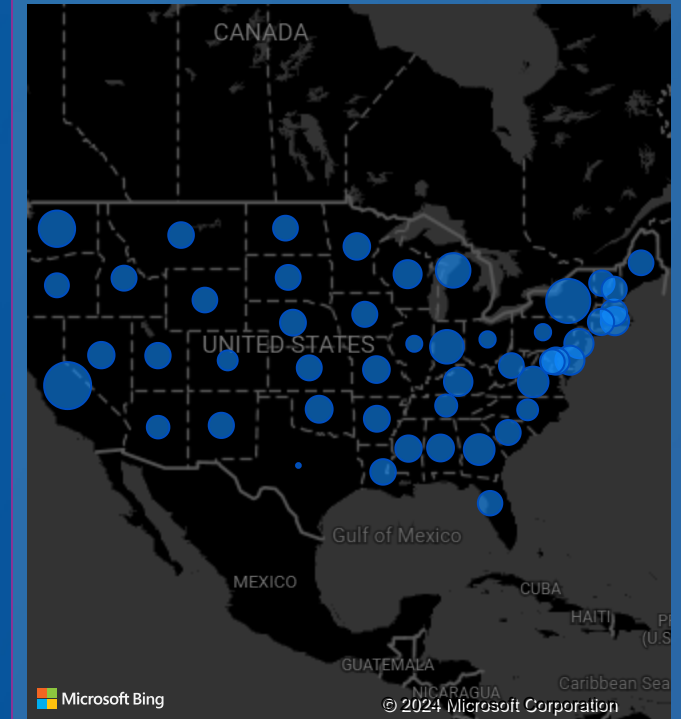 CANADA
UNITED STATES
Gulf of Mexico
MEXICO
CUBA
HAITI
(U.S
GUATEMALA
Caribbean Sea
NICARAGUA
Microsoft Bing
© 2024 Microsoft Corporation